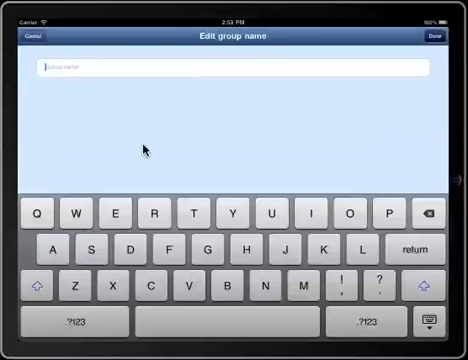 Carrier 2:53 PM 100%
Cancel Edit group name Done
Q W E R T Y U I O P
A S D F G H J K L return
Z X C V B N M ! , ? .
.?123 .?123